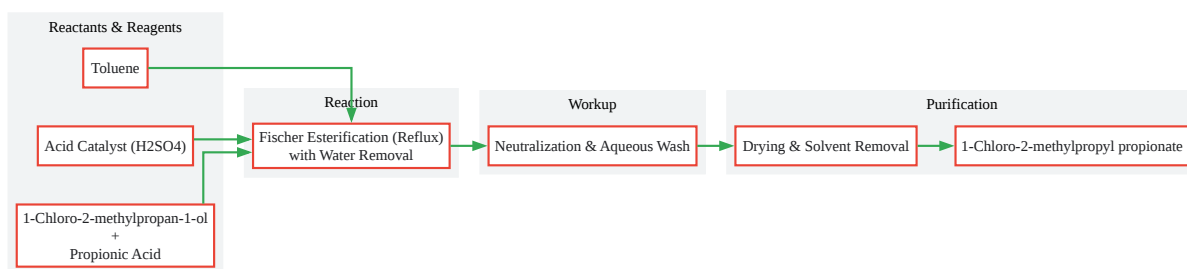 Reactants & Reagents
Toluene
Acid Catalyst (H2SO4)
1-Chloro-2-methylpropan-1-ol
+
Propionic Acid
Reaction
Fischer Esterification (Reflux)
with Water Removal
Workup
Neutralization & Aqueous Wash
Purification
Drying & Solvent Removal
1-Chloro-2-methylpropyl propionate